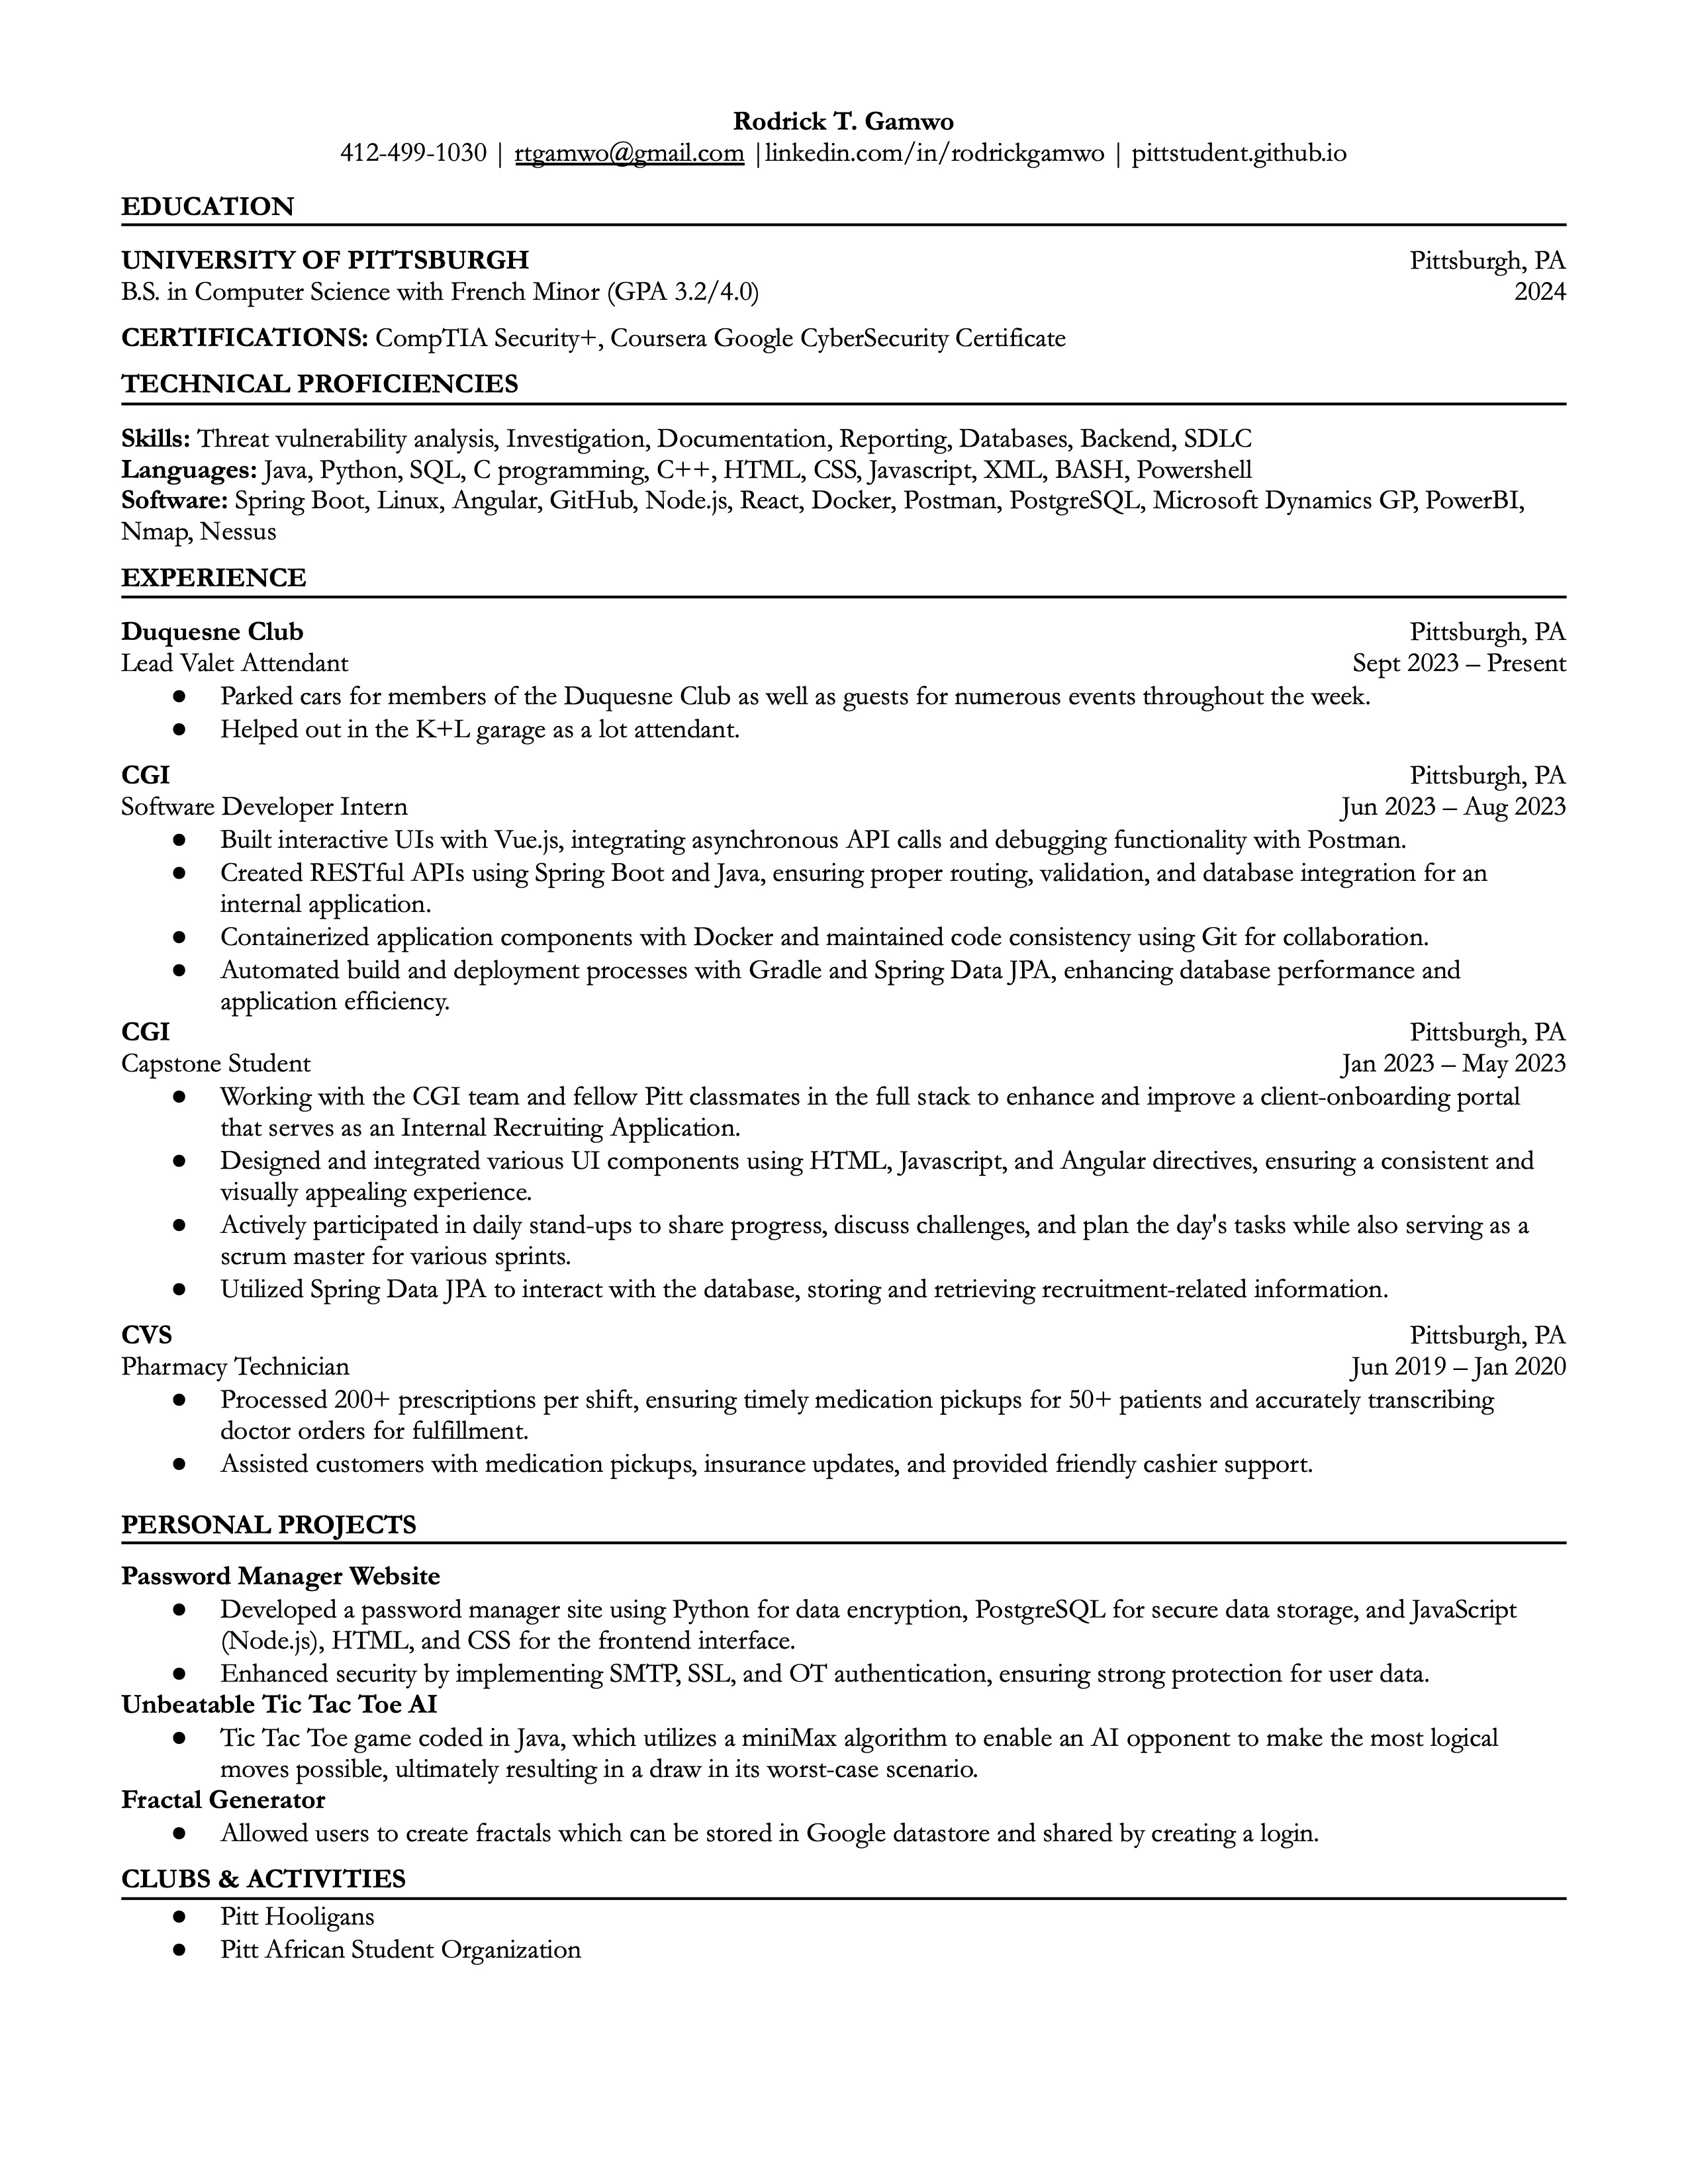 Rodrick T. Gamwo
412-499-1030 | rtgamwo@gmail.com |linkedin.com/in/rodrickgamwo | pittstudent.github.io
EDUCATION
UNIVERSITY OF PITTSBURGH Pittsburgh, PA
B.S. in Computer Science with French Minor (GPA 3.2/4.0) 2024
CERTIFICATIONS: CompTIA Security+, Coursera Google CyberSecurity Certificate
TECHNICAL PROFICIENCIES
Skills: Threat vulnerability analysis, Investigation, Documentation, Reporting, Databases, Backend, SDLC
Languages: Java, Python, SQL, C programming, C++, HTML, CSS, Javascript, XML, BASH, Powershell
Software: Spring Boot, Linux, Angular, GitHub, Node.js, React, Docker, Postman, PostgreSQL, Microsoft Dynamics GP, PowerBI,
Nmap, Nessus
EXPERIENCE
Duquesne Club Pittsburgh, PA
Lead Valet Attendant Sept 2023 – Present
● Parked cars for members of the Duquesne Club as well as guests for numerous events throughout the week.
● Helped out in the K+L garage as a lot attendant.
CGI Pittsburgh, PA
Software Developer Intern Jun 2023 – Aug 2023
● Built interactive UIs with Vue.js, integrating asynchronous API calls and debugging functionality with Postman.
● Created RESTful APIs using Spring Boot and Java, ensuring proper routing, validation, and database integration for an
internal application.
● Containerized application components with Docker and maintained code consistency using Git for collaboration.
● Automated build and deployment processes with Gradle and Spring Data JPA, enhancing database performance and
application efficiency.
CGI Pittsburgh, PA
Capstone Student Jan 2023 – May 2023
● Working with the CGI team and fellow Pitt classmates in the full stack to enhance and improve a client-onboarding portal
that serves as an Internal Recruiting Application.
● Designed and integrated various UI components using HTML, Javascript, and Angular directives, ensuring a consistent and
visually appealing experience.
● Actively participated in daily stand-ups to share progress, discuss challenges, and plan the day's tasks while also serving as a
scrum master for various sprints.
● Utilized Spring Data JPA to interact with the database, storing and retrieving recruitment-related information.
CVS Pittsburgh, PA
Pharmacy Technician Jun 2019 – Jan 2020
● Processed 200+ prescriptions per shift, ensuring timely medication pickups for 50+ patients and accurately transcribing
doctor orders for fulfillment.
● Assisted customers with medication pickups, insurance updates, and provided friendly cashier support.
PERSONAL PROJECTS
Password Manager Website
● Developed a password manager site using Python for data encryption, PostgreSQL for secure data storage, and JavaScript
(Node.js), HTML, and CSS for the frontend interface.
● Enhanced security by implementing SMTP, SSL, and OT authentication, ensuring strong protection for user data.
Unbeatable Tic Tac Toe AI
● Tic Tac Toe game coded in Java, which utilizes a miniMax algorithm to enable an AI opponent to make the most logical
moves possible, ultimately resulting in a draw in its worst-case scenario.
Fractal Generator
● Allowed users to create fractals which can be stored in Google datastore and shared by creating a login.
CLUBS & ACTIVITIES
● Pitt Hooligans
● Pitt African Student Organization